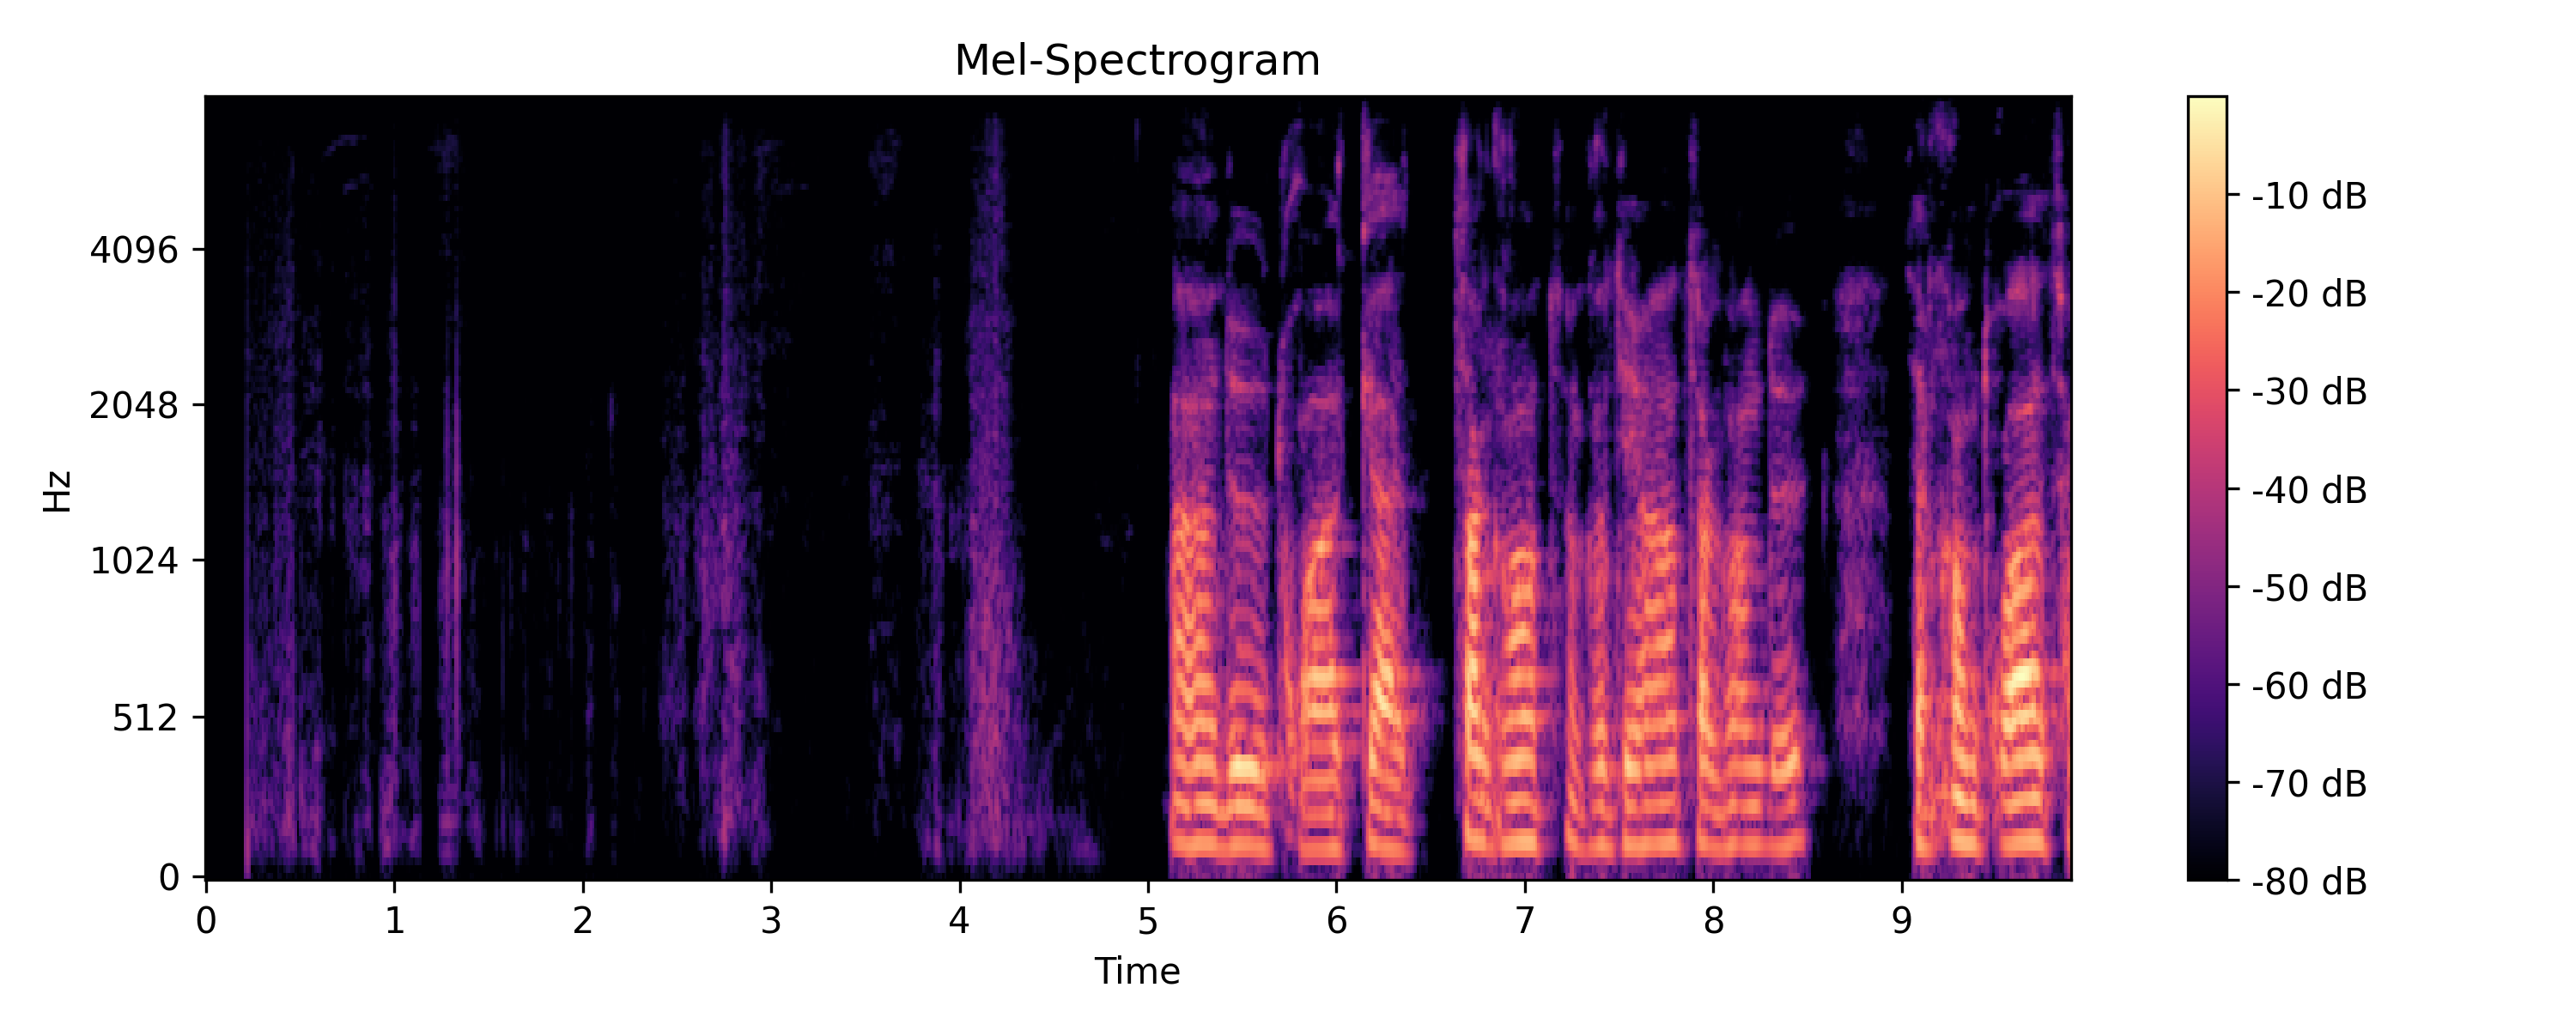 Mel-Spectrogram
Hz
4096
2048
1024
512
0
0 1 2 3 4 5 6 7 8 9
Time
-10 dB
-20 dB
-30 dB
-40 dB
-50 dB
-60 dB
-70 dB
-80 dB